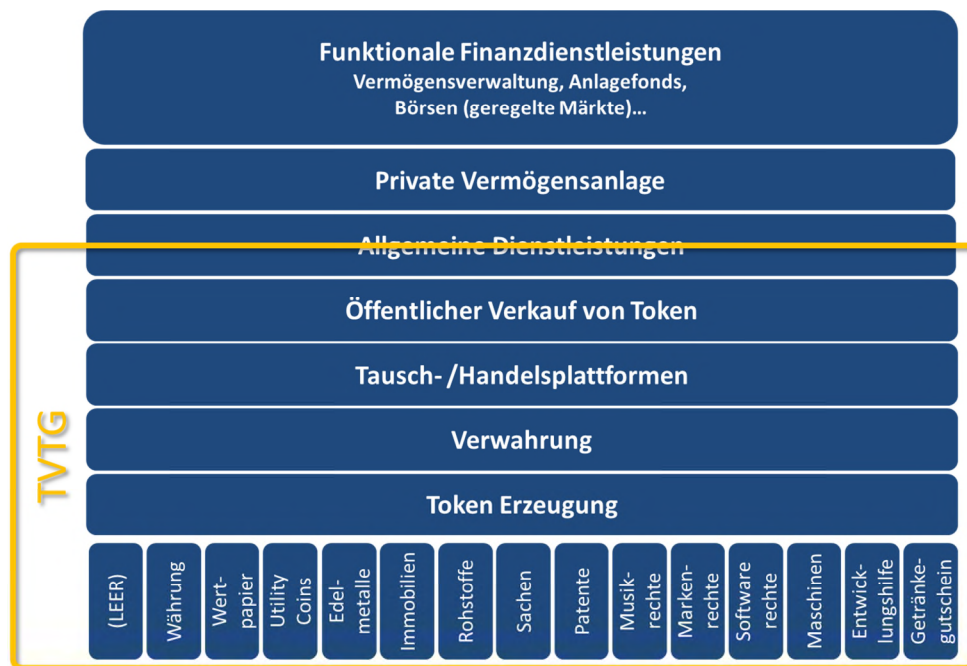 Funktionale Finanzdienstleistungen
Vermögensverwaltung, Anlagefonds,
Börsen (geregelte Märkte)...
Private Vermögensanlage
Allgemeine Dienstleistungen
Öffentlicher Verkauf von Token
Tausch- /Handelsplattformen
Verwahrung
Token Erzeugung
TVTG
(LEER)
Währung
Wert-
papier
Utility
Coins
Edel-
metalle
Immobilien
Rohstoffe
Sachen
Patente
Musik-
rechte
Marken-
rechte
Software
rechte
Maschinen
Entwick-
lungshilfe
Getränke-
gutschein